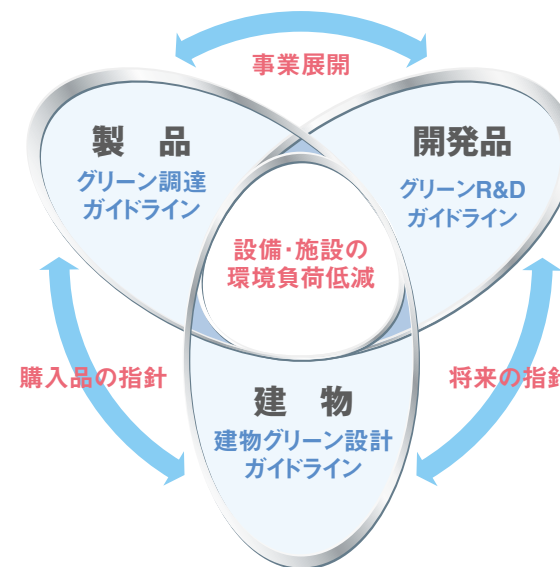 事業展開
製 品
グリーン調達
ガイドライン
開発品
グリーンR&D
ガイドライン
設備・施設の
環境負荷低減
購入品の指針
将来の指針
建 物
建物グリーン設計
ガイドライン